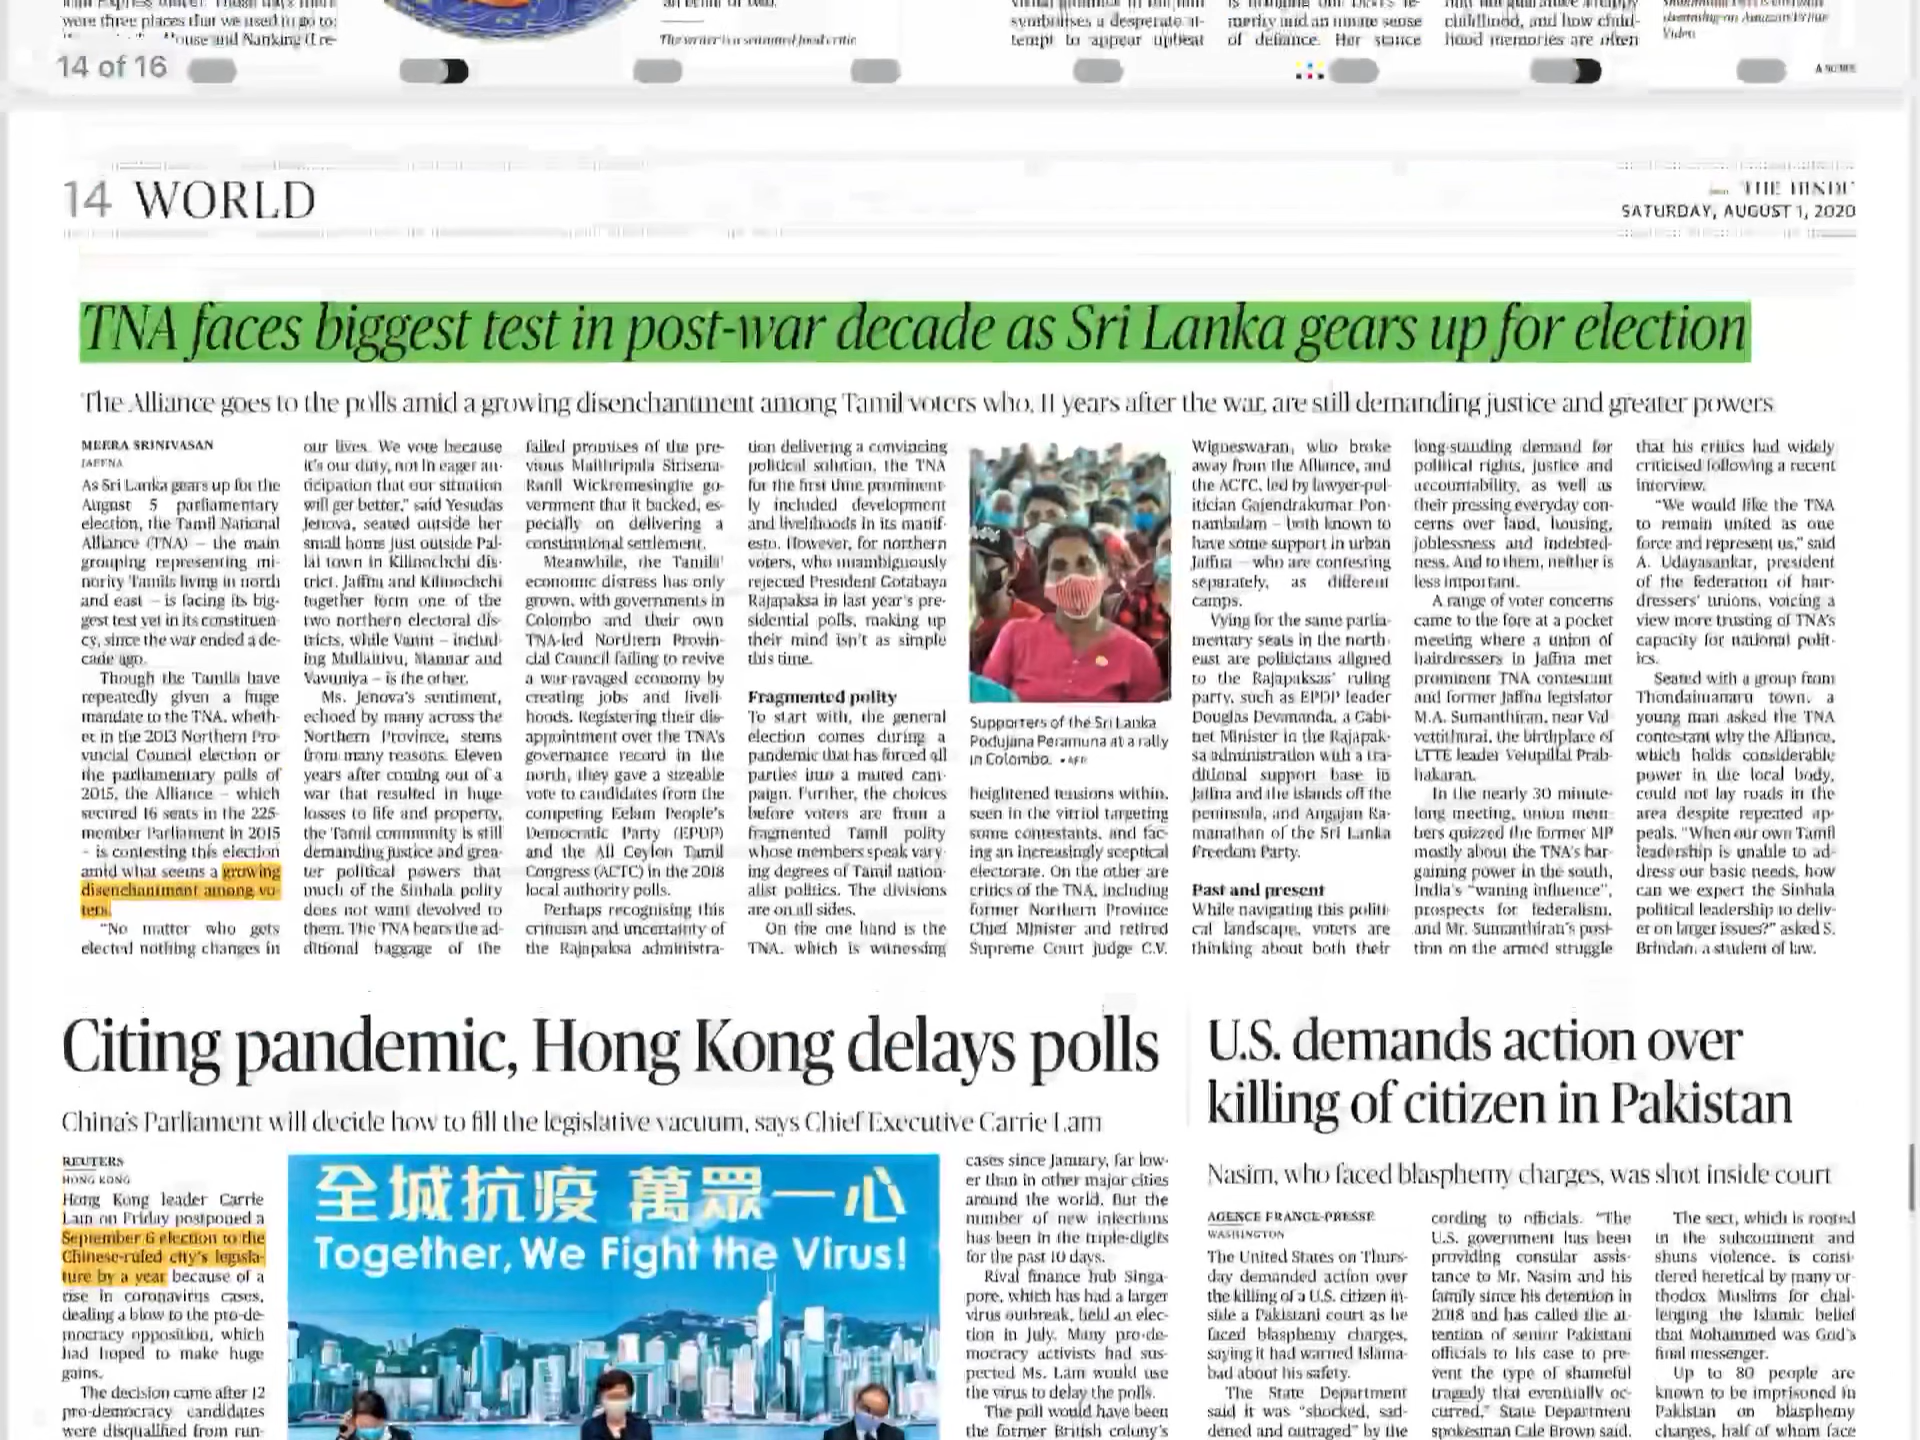 were three places that we used to go to:
House and Nanking (I re-
The writer is a seasoned food critic
symbolises a desperate at-
tempt to appear upbeat
merity and an innate sense
of defiance. Her stance
childhood, and how child-
hood memories are often
Video
14 of 16
14 WORLD
THE HINDU
SATURDAY, AUGUST 1, 2020
TNA faces biggest test in post-war decade as Sri Lanka gears up for election
The Alliance goes to the polls amid a growing disenchantment among Tamil voters who, 11 years after the war, are still demanding justice and greater powers
MEERA SRINIVASAN
JAFFNA
As Sri Lanka gears up for the
August 5 parliamentary
election, the Tamil National
Alliance (TNA) – the main
grouping representing mi-
nority Tamils living in north
and east – is facing its big-
gest test yet in its constituen-
cy, since the war ended a de-
cade ago.
Though the Tamils have
repeatedly given a huge
mandate to the TNA, wheth-
er in the 2013 Northern Pro-
vincial Council election or
the parliamentary polls of
2015, the Alliance – which
secured 16 seats in the 225-
member Parliament in 2015
– is contesting this election
amid what seems a growing
disenchantment among vo-
ters.
"No matter who gets
elected nothing changes in
our lives. We vote because
it's our duty, not in eager an-
ticipation that our situation
will get better," said Yesudas
Jenova, seated outside her
small home just outside Pal-
lai town in Kilinochchi dis-
trict. Jaffna and Kilinochchi
together form one of the
two northern electoral dis-
tricts, while Vanni – includ-
ing Mullaitivu, Mannar and
Vavuniya – is the other.
Ms. Jenova's sentiment,
echoed by many across the
Northern Province, stems
from many reasons. Eleven
years after coming out of a
war that resulted in huge
losses to life and property,
the Tamil community is still
demanding justice and grea-
ter political powers that
much of the Sinhala polity
does not want devolved to
them. The TNA bears the ad-
ditional baggage of the
failed promises of the pre-
vious Maithripala Sirisena-
Ranil Wickremesinghe go-
vernment that it backed, es-
pecially on delivering a
constitutional settlement.
Meanwhile, the Tamils'
economic distress has only
grown, with governments in
Colombo and their own
TNA-led Northern Provin-
cial Council failing to revive
a war-ravaged economy by
creating jobs and liveli-
hoods. Registering their dis-
appointment over the TNA's
governance record in the
north, they gave a sizeable
vote to candidates from the
competing Eelam People's
Democratic Party (EPDP)
and the All Ceylon Tamil
Congress (ACTC) in the 2018
local authority polls.
Perhaps recognising this
criticism and uncertainty of
the Rajapaksa administra-
tion delivering a convincing
political solution, the TNA
for the first time prominent-
ly included development
and livelihoods in its manif-
esto. However, for northern
voters, who unambiguously
rejected President Gotabaya
Rajapaksa in last year's pre-
sidential polls, making up
their mind isn't as simple
this time.
Fragmented polity
To start with, the general
election comes during a
pandemic that has forced all
parties into a muted cam-
paign. Further, the choices
before voters are from a
fragmented Tamil polity
whose members speak vary-
ing degrees of Tamil nation-
alist politics. The divisions
are on all sides.
On the one hand is the
TNA, which is witnessing
Supporters of the Sri Lanka
Podujana Peramuna at a rally
in Colombo. • AFP
heightened tensions within,
seen in the vitriol targeting
some contestants, and fac-
ing an increasingly sceptical
electorate. On the other are
critics of the TNA, including
former Northern Province
Chief Minister and retired
Supreme Court judge C.V.
Wigneswaran, who broke
away from the Alliance, and
the ACTC, led by lawyer-pol-
itician Gajendrakumar Pon-
nambalam – both known to
have some support in urban
Jaffna – who are contesting
separately, as different
camps.
Vying for the same parlia-
mentary seats in the north-
east are politicians aligned
to the Rajapaksas' ruling
party, such as EPDP leader
Douglas Devananda, a Cabi-
net Minister in the Rajapak-
sa administration with a tra-
ditional support base in
Jaffna and the islands off the
peninsula, and Angajan Ra-
manathan of the Sri Lanka
Freedom Party.
Past and present
While navigating this politi-
cal landscape, voters are
thinking about both their
long-standing demand for
political rights, justice and
accountability, as well as
their pressing everyday con-
cerns over land, housing,
joblessness and indebted-
ness. And to them, neither is
less important.
A range of voter concerns
came to the fore at a pocket
meeting where a union of
hairdressers in Jaffna met
prominent TNA contestant
and former Jaffna legislator
M.A. Sumanthiran, near Val-
vettithurai, the birthplace of
LTTE leader Velupillai Prab-
hakaran.
In the nearly 30 minute-
long meeting, union mem-
bers quizzed the former MP
mostly about the TNA's bar-
gaining power in the south,
India's "waning influence",
prospects for federalism,
and Mr. Sumanthiran's posi-
tion on the armed struggle
that his critics had widely
criticised following a recent
interview.
"We would like the TNA
to remain united as one
force and represent us," said
A. Udayasankar, president
of the federation of hair-
dressers' unions, voicing a
view more trusting of TNA's
capacity for national polit-
ics.
Seated with a group from
Thondaimanaru town, a
young man asked the TNA
contestant why the Alliance,
which holds considerable
power in the local body,
could not lay roads in the
area despite repeated ap-
peals. "When our own Tamil
leadership is unable to ad-
dress our basic needs, how
can we expect the Sinhala
political leadership to deliv-
er on larger issues?" asked S.
Brindan, a student of law.
Citing pandemic, Hong Kong delays polls
China's Parliament will decide how to fill the legislative vacuum, says Chief Executive Carrie Lam
REUTERS
HONG KONG
Hong Kong leader Carrie
Lam on Friday postponed a
September 6 election to the
Chinese-ruled city's legisla-
ture by a year because of a
rise in coronavirus cases,
dealing a blow to the pro-de-
mocracy opposition, which
had hoped to make huge
gains.
The decision came after 12
pro-democracy candidates
were disqualified from run-
全城抗疫 萬眾一心
Together, We Fight the Virus!
cases since January, far low-
er than in other major cities
around the world. But the
number of new infections
has been in the triple-digits
for the past 10 days.
Rival finance hub Singa-
pore, which has had a larger
virus outbreak, held an elec-
tion in July. Many pro-de-
mocracy activists had sus-
pected Ms. Lam would use
the virus to delay the polls.
The poll would have been
the former British colony's
U.S. demands action over
killing of citizen in Pakistan
Nasim, who faced blasphemy charges, was shot inside court
AGENCE FRANCE-PRESSE
WASHINGTON
The United States on Thurs-
day demanded action over
the killing of a U.S. citizen in-
side a Pakistani court as he
faced blasphemy charges,
saying it had warned Islama-
bad about his safety.
The State Department
said it was "shocked, sad-
dened and outraged" by the
cording to officials. "The
U.S. government has been
providing consular assis-
tance to Mr. Nasim and his
family since his detention in
2018 and has called the at-
tention of senior Pakistani
officials to his case to pre-
vent the type of shameful
tragedy that eventually oc-
curred," State Department
spokesman Cale Brown said.
The sect, which is rooted
in the subcontinent and
shuns violence, is consi-
dered heretical by many or-
thodox Muslims for chal-
lenging the Islamic belief
that Mohammed was God's
final messenger.
Up to 80 people are
known to be imprisoned in
Pakistan on blasphemy
charges, half of whom face